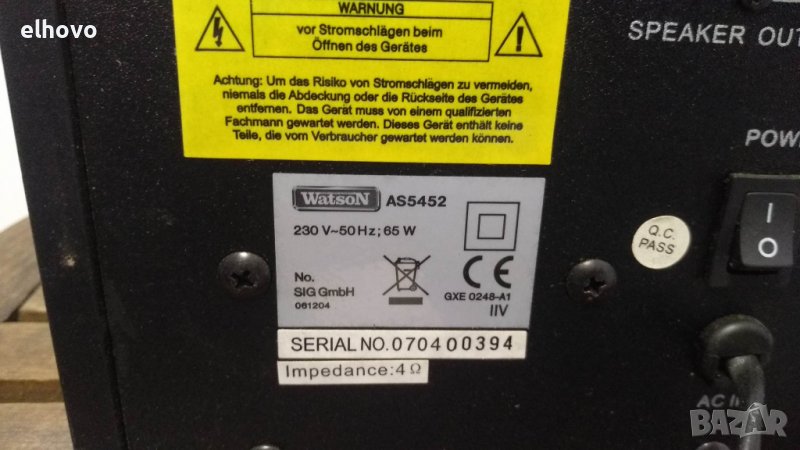 elhovo
WARNUNG
vor Stromschlägen beim
Öffnen des Gerätes
Achtung: Um das Risiko von Stromschlägen zu vermeiden,
niemals die Abdeckung oder die Rückseite des Gerätes
entfernen. Das Gerät muss von einem qualifizierten
Fachmann gewartet werden. Dieses Gerät enthält keine
Teile, die vom Verbraucher gewartet werden können.
SPEAKER OUT
POWE
I
O
Q.C.
PASS
WatsoN AS5452
230 V~50 Hz; 65 W
No.
SIG GmbH
061204
CE
GXE 0248-A1
IIV
SERIAL NO. 070400394
Impedance: 4 Ω
AC I
BAZAR